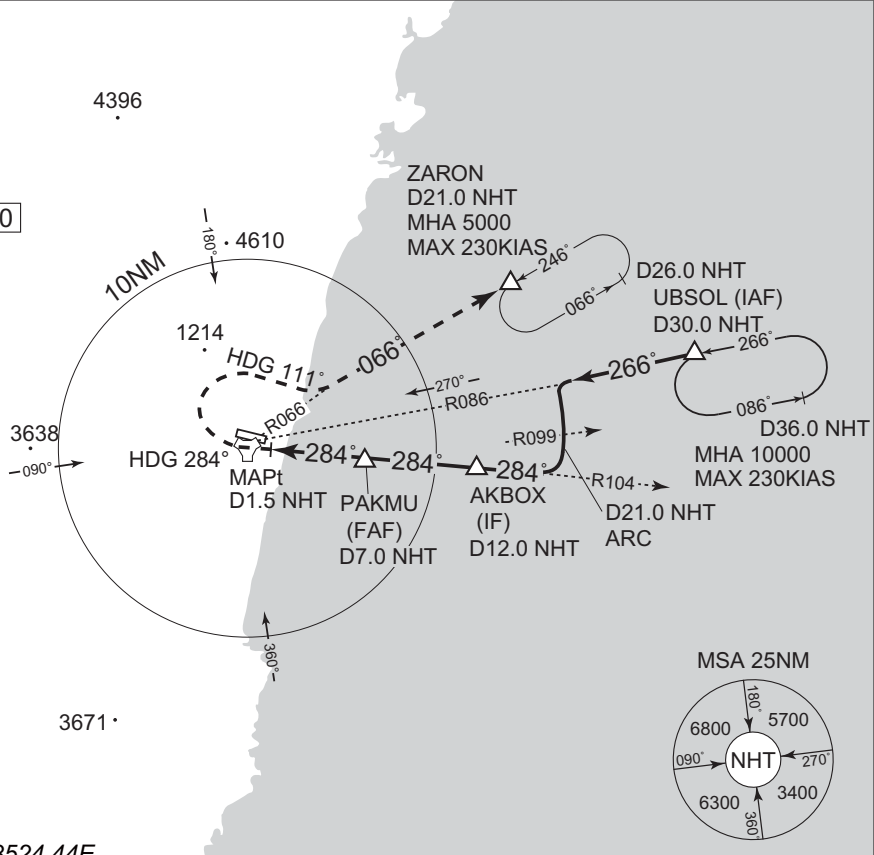 4396
0
180°
4610
10NM
ZARON
D21.0 NHT
MHA 5000
MAX 230KIAS
246°
066°
D26.0 NHT
UBSOL (IAF)
D30.0 NHT
1214
HDG 111°
066°
266°
266°
270°
R066
R086
086°
3638
090°
HDG 284°
284°
284°
284°
R099
R104
D36.0 NHT
MHA 10000
MAX 230KIAS
MAPt
D1.5 NHT
PAKMU
(FAF)
D7.0 NHT
AKBOX
(IF)
D12.0 NHT
D21.0 NHT
ARC
360°
3671
MSA 25NM
180°
6800
5700
090°
NHT
270°
6300
3400
360°
3524.44E